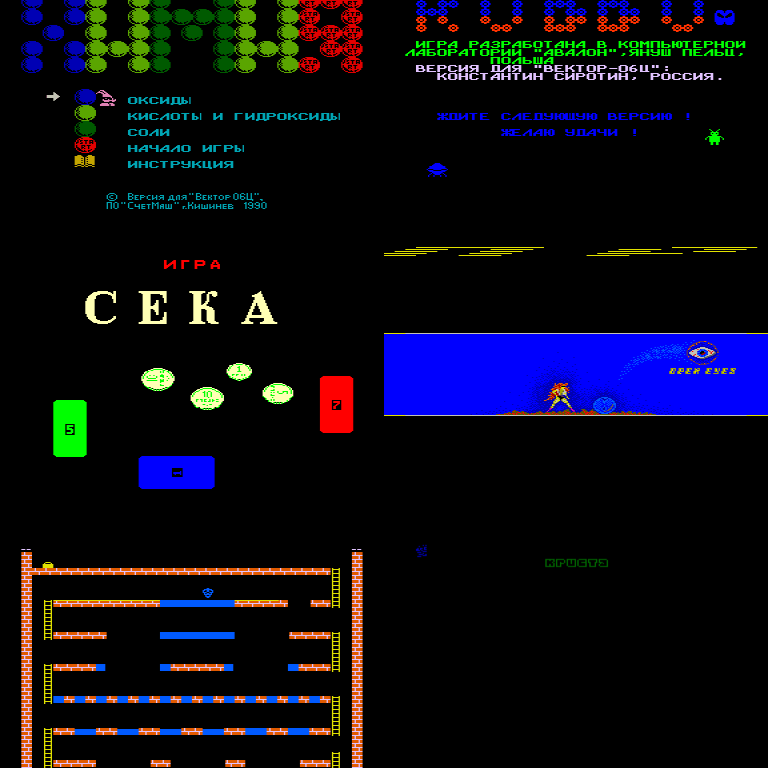 ОКСИДЫ
КИСЛОТЫ И ГИДРОКСИДЫ
СОЛИ
НАЧАЛО ИГРЫ
ИНСТРУКЦИЯ
© Версия для "Вектор 06Ц".
ПО "СчетМаш", Кишинев 1990
ИГРА РАЗРАБОТАНА В КОМПЬЮТЕРНОЙ
ЛАБОРАТОРИИ "АВАЛОН", ЯНУШ ПЕЛЬЦ,
ПОЛЬША
ВЕРСИЯ ДЛЯ "ВЕКТОР-06Ц":
КОНСТАНТИН СИРОТИН, РОССИЯ.
ЖДИТЕ СЛЕДУЮЩУЮ ВЕРСИЮ !
ЖЕЛАЮ УДАЧИ !
ИГРА
СЕКА
1
10
5
7
OPEN EYES